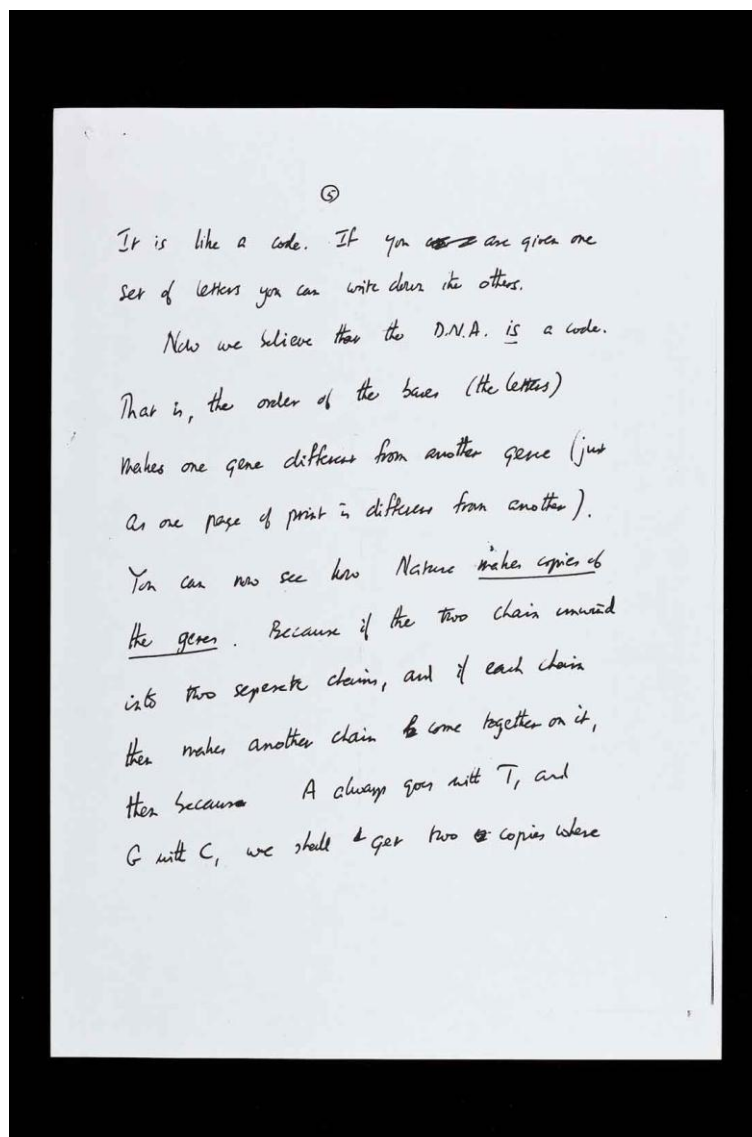 ⑤
It is like a code. If you are given one
set of letters you can write down the others.
Now we believe that the D.N.A. is a code.
That is, the order of the bases (the letters)
makes one gene different from another gene (just
as one page of print is different from another).
You can now see how Nature makes copies of
the genes. Because if the two chain unwind
into two seperate chains, and if each chain
then makes another chain come together on it,
then because A always goes with T, and
G with C, we shall get two copies where